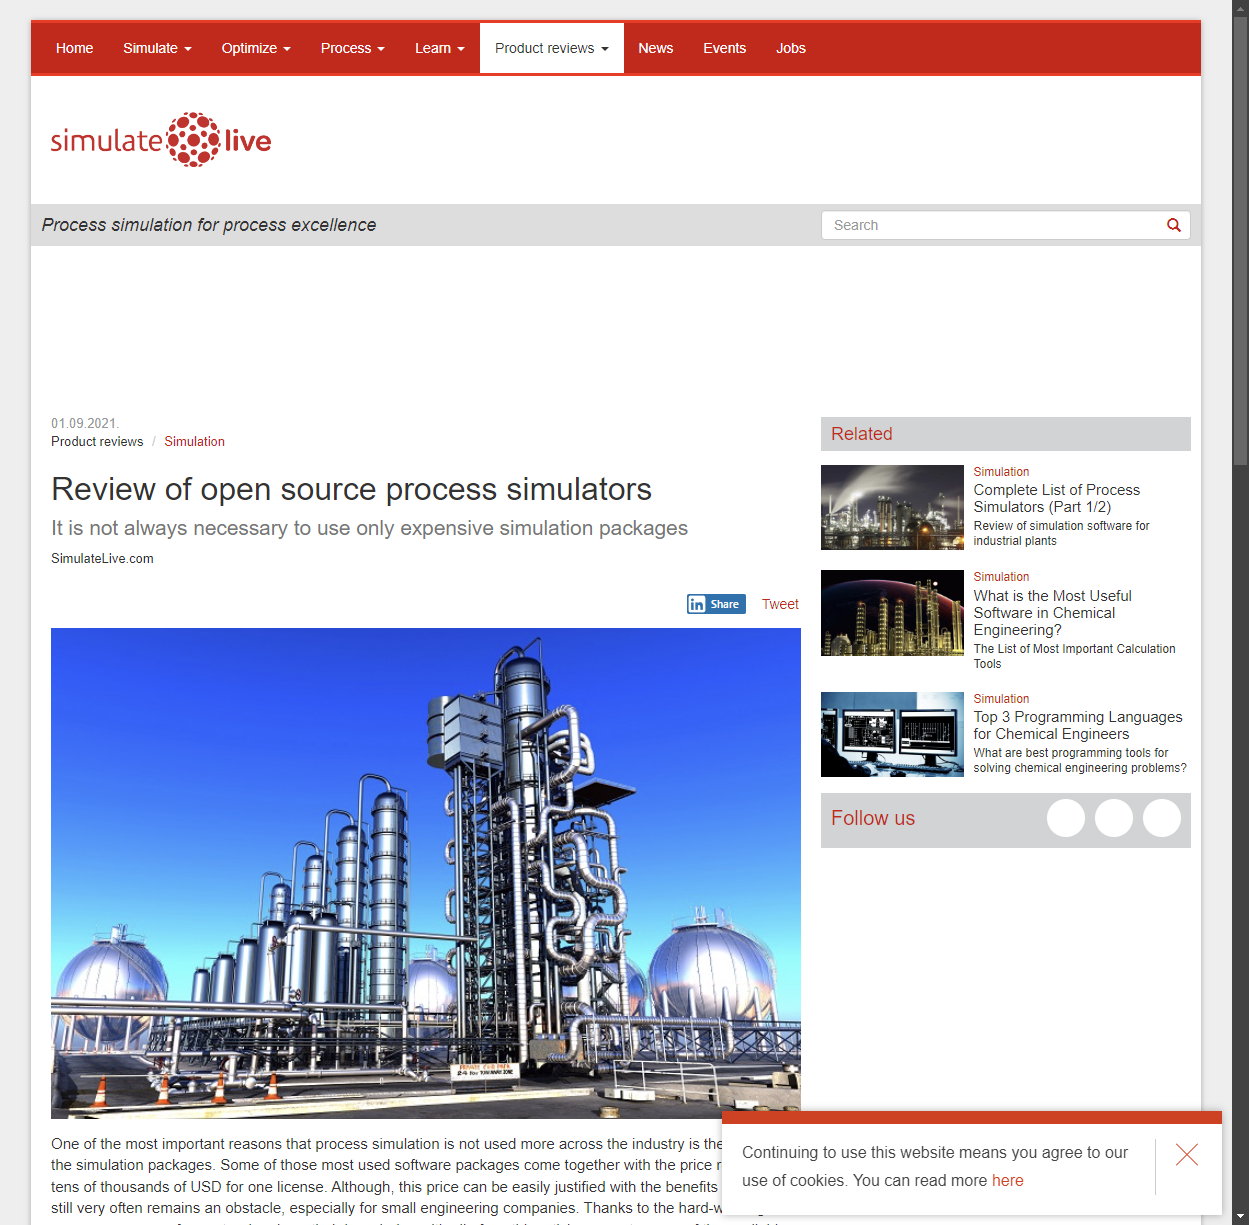 Home Simulate Optimize Process Learn Product reviews News Events Jobs
simulate live
Process simulation for process excellence
Search
01.09.2021.
Product reviews / Simulation
Review of open source process simulators
It is not always necessary to use only expensive simulation packages
SimulateLive.com
in Share Tweet
PRIVATE CAR PARK
One of the most important reasons that process simulation is not used more across the industry is the
the simulation packages. Some of those most used software packages come together with the price
tens of thousands of USD for one license. Although, this price can be easily justified with the benefits
still very often remains an obstacle, especially for small engineering companies. Thanks to the
Related
Simulation
Complete List of Process
Simulators (Part 1/2)
Review of simulation software for
industrial plants
Simulation
What is the Most Useful
Software in Chemical
Engineering?
The List of Most Important Calculation
Tools
Simulation
Top 3 Programming Languages
for Chemical Engineers
What are best programming tools for
solving chemical engineering problems?
Follow us
Continuing to use this website means you agree to our
use of cookies. You can read more here